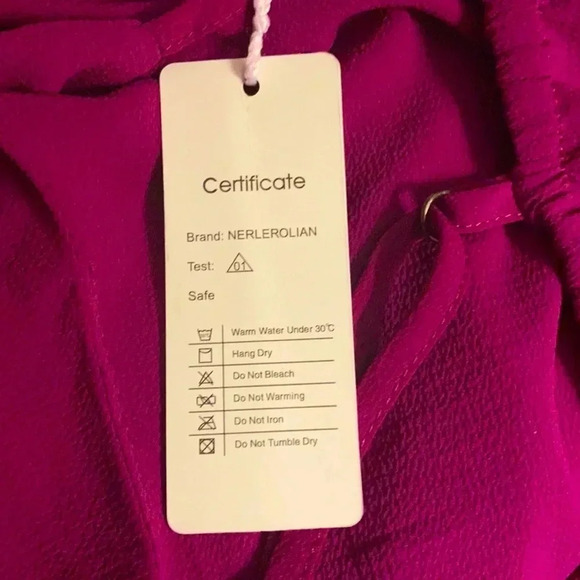 Certificate
Brand: NERLEROLIAN
Test: 01
Safe
Warm Water Under 30℃
Hang Dry
Do Not Bleach
Do Not Warming
Do Not Iron
Do Not Tumble Dry